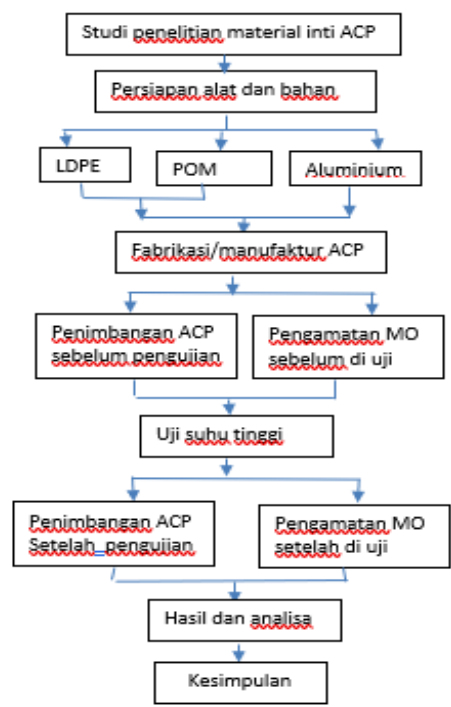 Studi penelitian material inti ACP
Persiapan alat dan bahan
LDPE
POM
Aluminium
Fabrikasi/manufaktur ACP
Penimbangan ACP
sebelum pengujian
Pengamatan MO
sebelum di uji
Uji suhu tinggi
Penimbangan ACP
Setelah pengujian
Pengamatan MO
setelah di uji
Hasil dan analisa
Kesimpulan